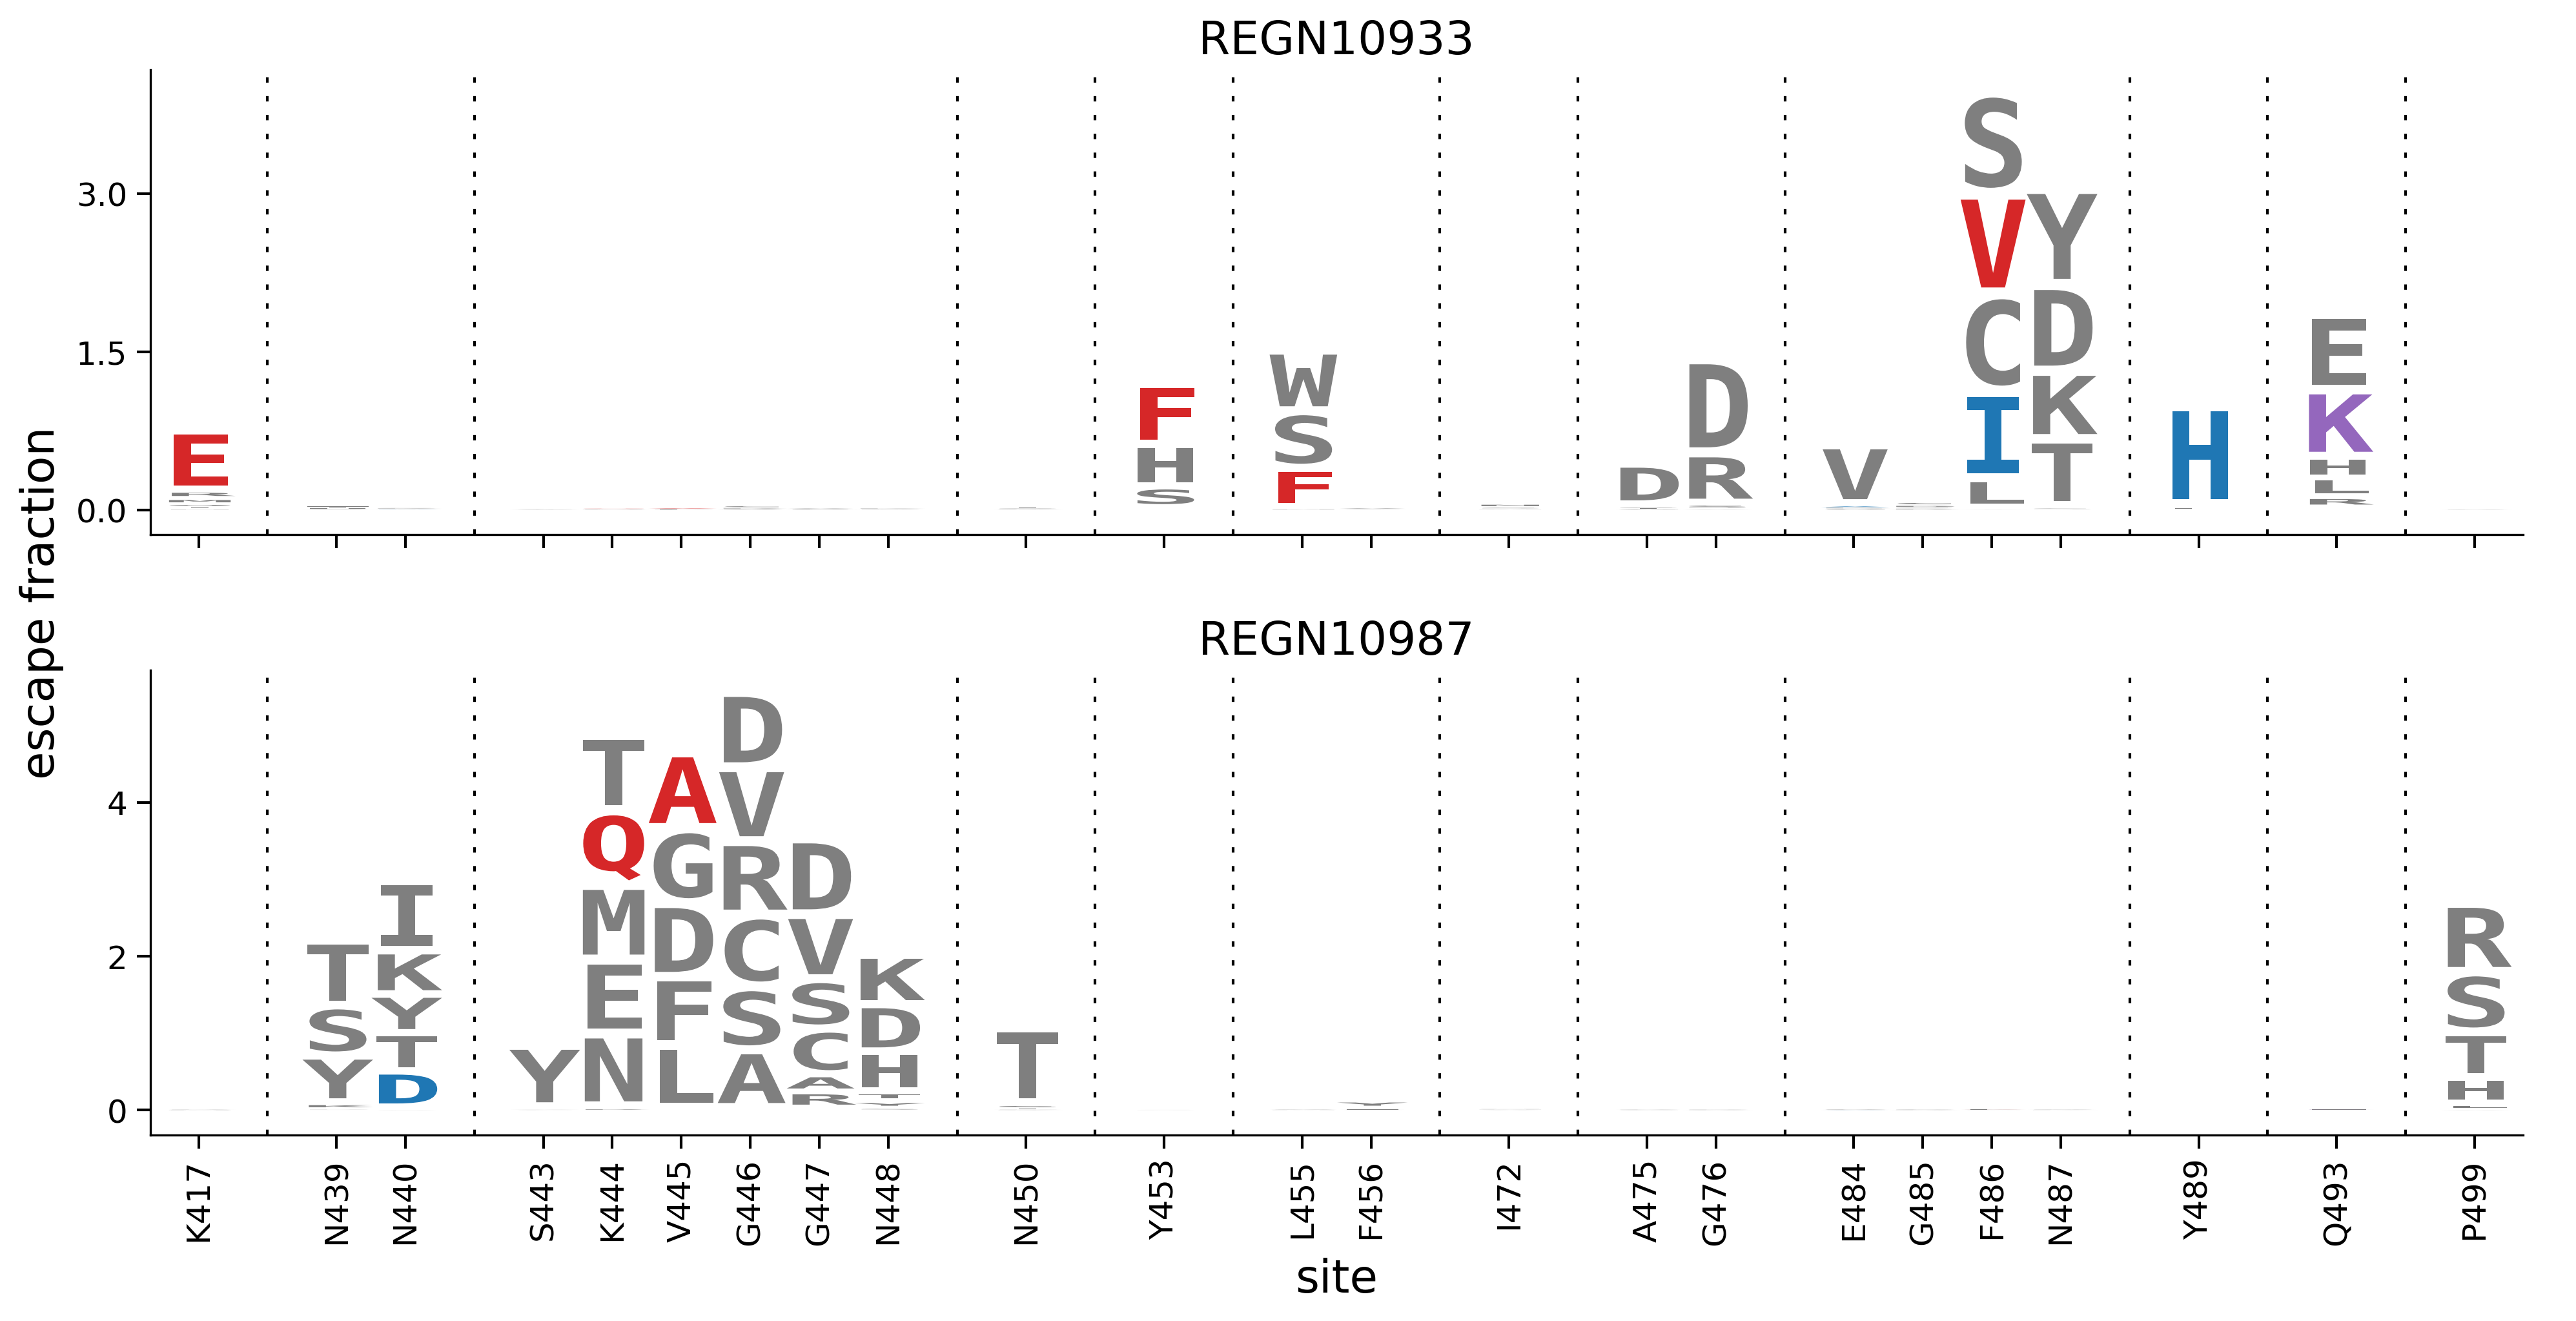 REGN10933
escape fraction
3.0
1.5
0.0
S
V Y
C D
I K
L T
E
F
H
S
W
S
F
D
D
R
V
H
E
K
H
L
R
REGN10987
4
2
0
T
S
Y
I
K
Y
T
D
Y
T
Q
M
E
N
A
G
D
F
L
D
V
R
C
S
A
D
V
S
C
A
R
K
D
H
T
R
S
T
H
K417 N439 N440 S443 K444 V445 G446 G447 N448 N450 Y453 L455 F456 I472 A475 G476 E484 G485 F486 N487 Y489 Q493 P499
site